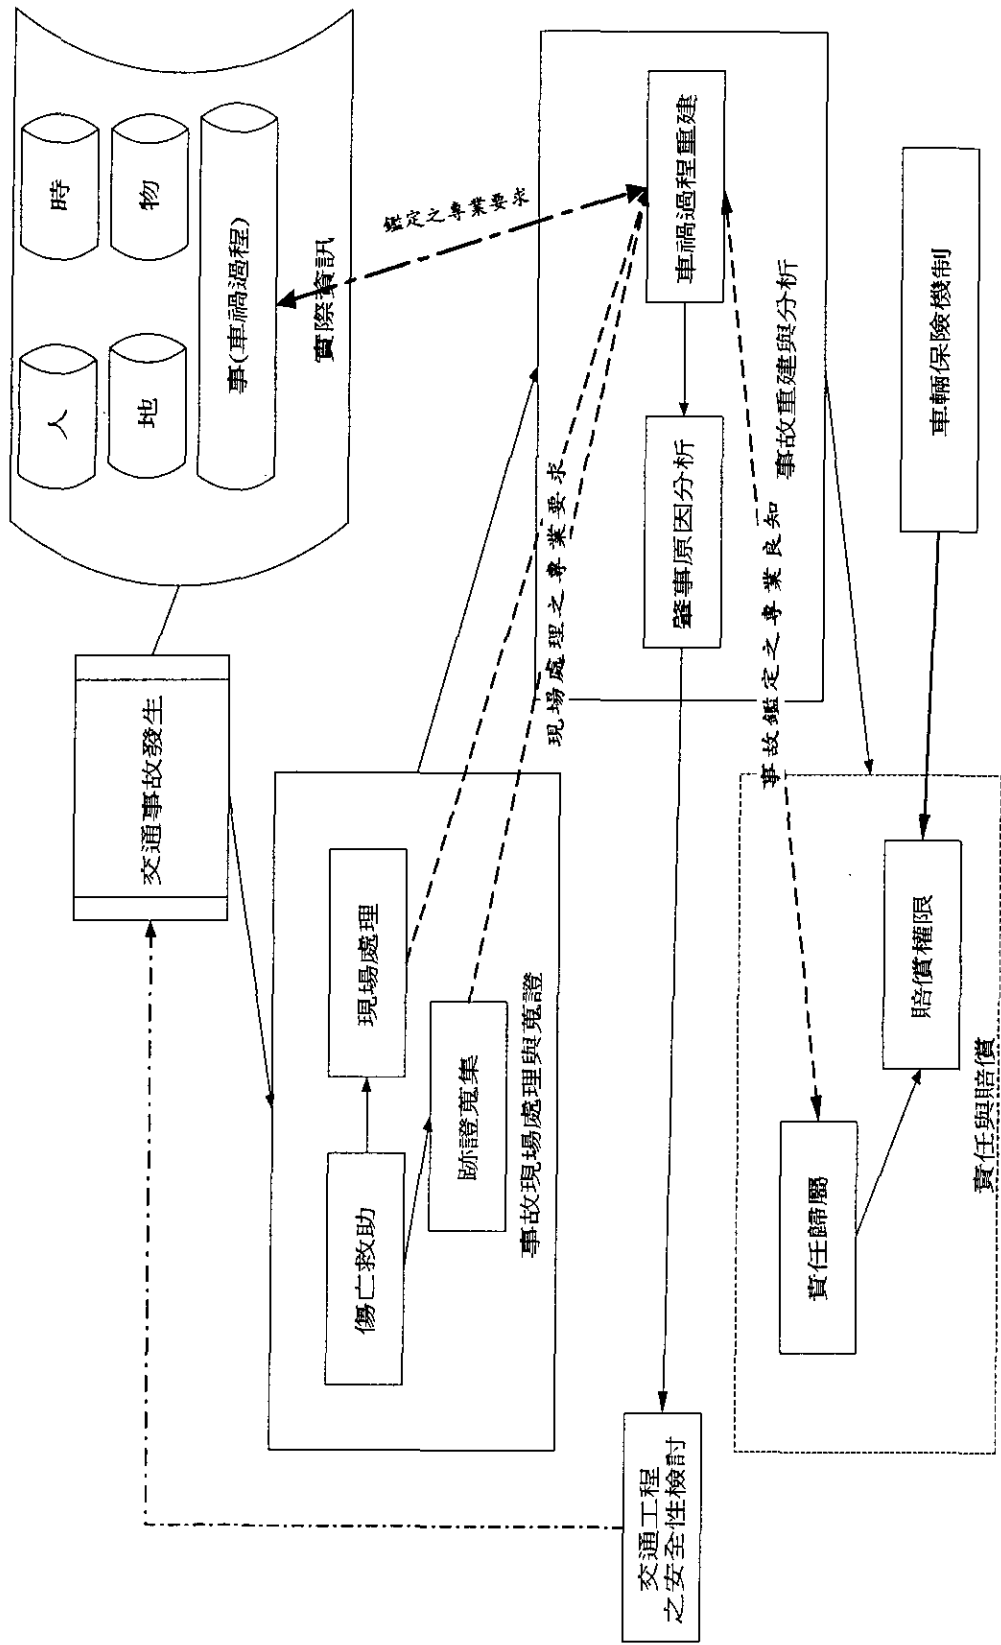 交通事故發生
人
時
地
物
事(車禍過程)
實際資訊
傷亡救助
現場處理
跡證蒐集
事故現場處理與蒐證
鑑定之專業要求
現場處理之專業要求
交通工程
之安全性檢討
肇事原因分析
車禍過程重建
事故重建與分析
事故鑑定之專業良知
責任歸屬
賠償權限
責任與賠償
車輛保險機制